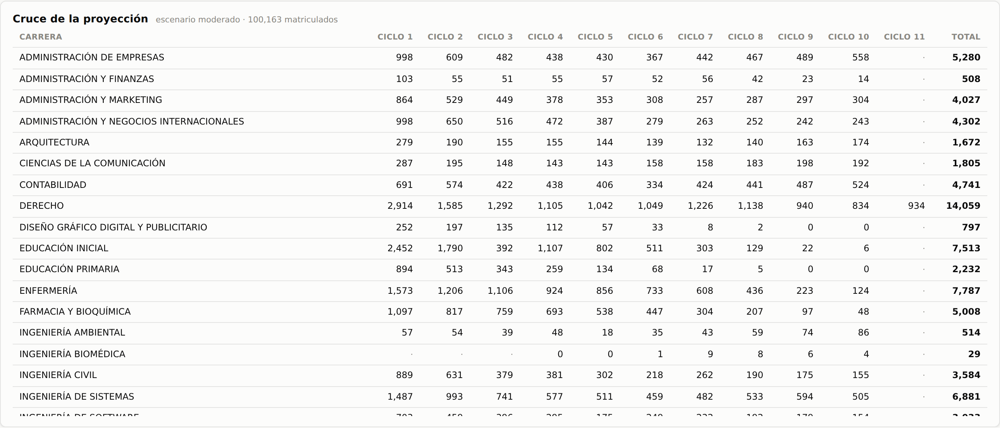 Cruce de la proyección escenario moderado · 100,163 matriculados
CARRERA CICLO 1 CICLO 2 CICLO 3 CICLO 4 CICLO 5 CICLO 6 CICLO 7 CICLO 8 CICLO 9 CICLO 10 CICLO 11 TOTAL
ADMINISTRACIÓN DE EMPRESAS 998 609 482 438 430 367 442 467 489 558 · 5,280
ADMINISTRACIÓN Y FINANZAS 103 55 51 55 57 52 56 42 23 14 · 508
ADMINISTRACIÓN Y MARKETING 864 529 449 378 353 308 257 287 297 304 · 4,027
ADMINISTRACIÓN Y NEGOCIOS INTERNACIONALES 998 650 516 472 387 279 263 252 242 243 · 4,302
ARQUITECTURA 279 190 155 155 144 139 132 140 163 174 · 1,672
CIENCIAS DE LA COMUNICACIÓN 287 195 148 143 143 158 158 183 198 192 · 1,805
CONTABILIDAD 691 574 422 438 406 334 424 441 487 524 · 4,741
DERECHO 2,914 1,585 1,292 1,105 1,042 1,049 1,226 1,138 940 834 934 14,059
DISEÑO GRÁFICO DIGITAL Y PUBLICITARIO 252 197 135 112 57 33 8 2 0 0 · 797
EDUCACIÓN INICIAL 2,452 1,790 392 1,107 802 511 303 129 22 6 · 7,513
EDUCACIÓN PRIMARIA 894 513 343 259 134 68 17 5 0 0 · 2,232
ENFERMERÍA 1,573 1,206 1,106 924 856 733 608 436 223 124 · 7,787
FARMACIA Y BIOQUÍMICA 1,097 817 759 693 538 447 304 207 97 48 · 5,008
INGENIERÍA AMBIENTAL 57 54 39 48 18 35 43 59 74 86 · 514
INGENIERÍA BIOMÉDICA · · · 0 0 1 9 8 6 4 · 29
INGENIERÍA CIVIL 889 631 379 381 302 218 262 190 175 155 · 3,584
INGENIERÍA DE SISTEMAS 1,487 993 741 577 511 459 482 533 594 505 · 6,881
INGENIERÍA DE SOFTWARE